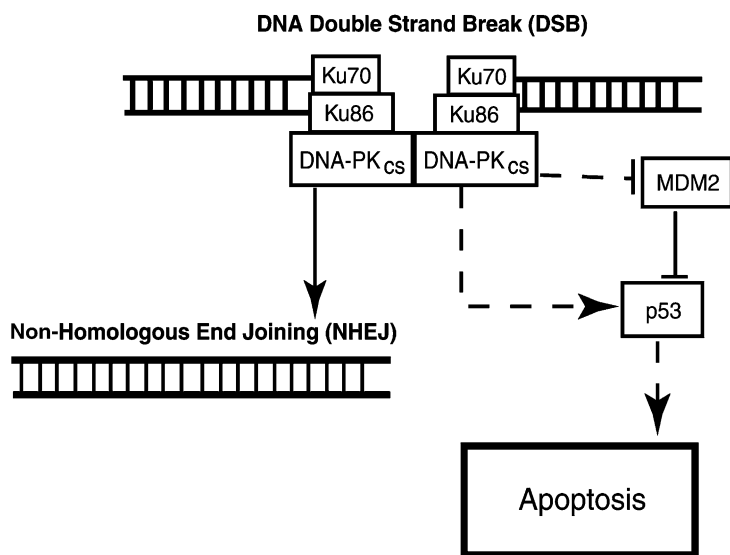 DNA Double Strand Break (DSB)
Ku70
Ku70
Ku86
Ku86
DNA-PKCS
DNA-PKCS
MDM2
p53
Non-Homologous End Joining (NHEJ)
Apoptosis